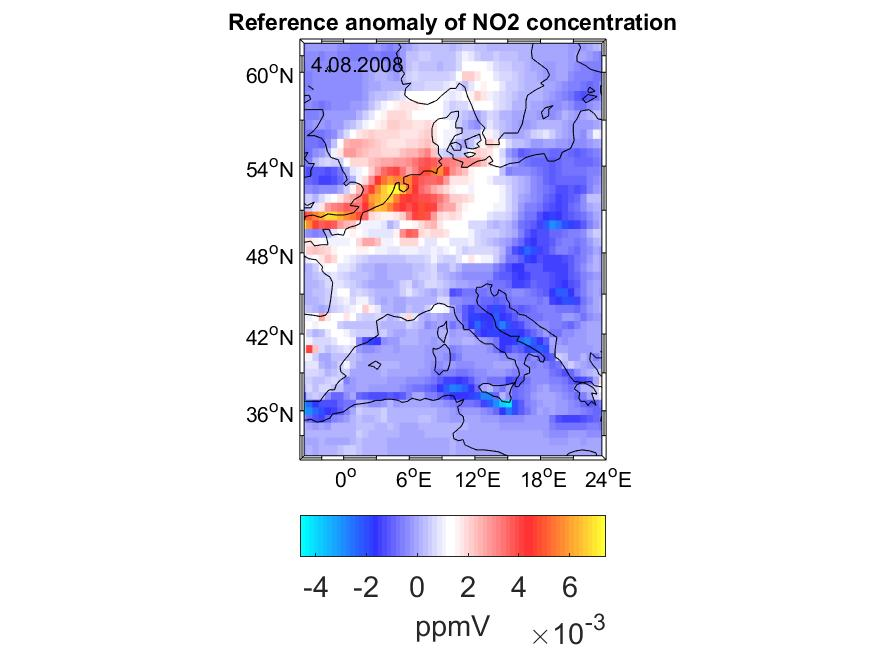 Reference anomaly of NO2 concentration
4.08.2008
60°N
54°N
48°N
42°N
36°N
0° 6°E 12°E 18°E 24°E
-4 -2 0 2 4 6
ppmV ×10⁻³